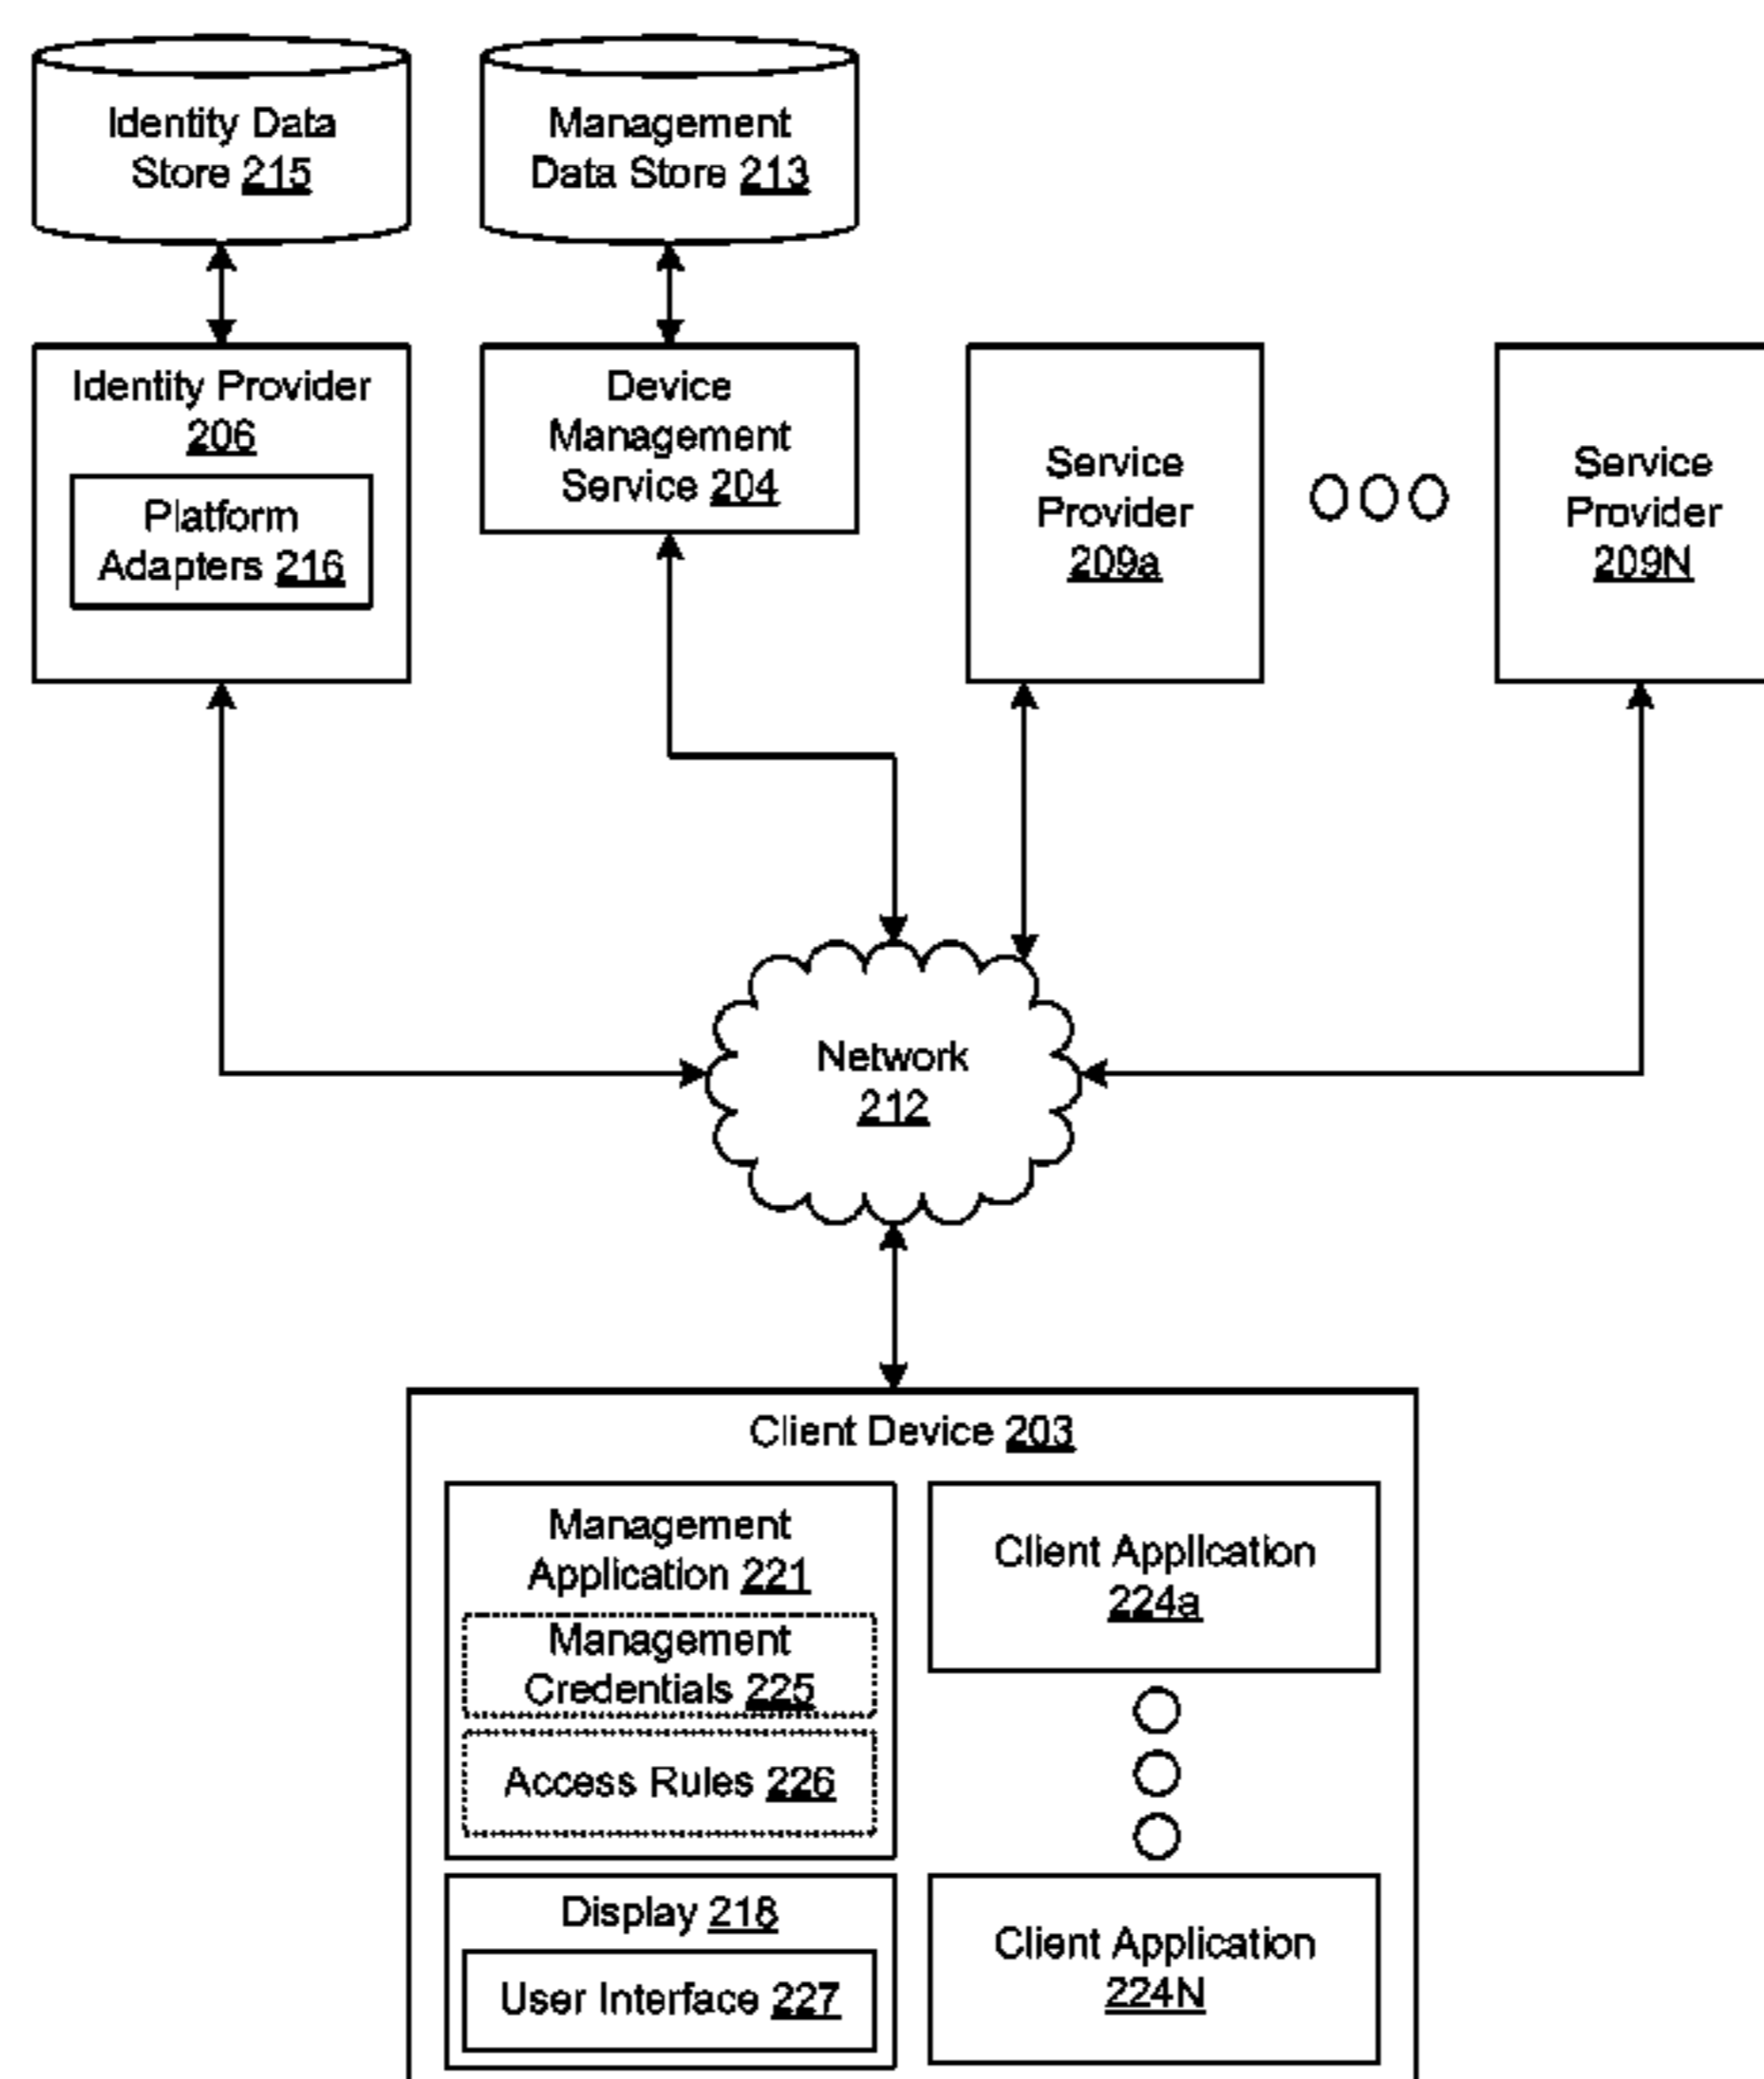 Identity Data
Store 215
Management
Data Store 213
Identity Provider
206
Platform
Adapters 216
Device
Management
Service 204
Service
Provider
209a
Service
Provider
209N
Network
212
Client Device 203
Management
Application 221
Management
Credentials 225
Access Rules 226
Display 218
User Interface 227
Client Application
224a
Client Application
224N